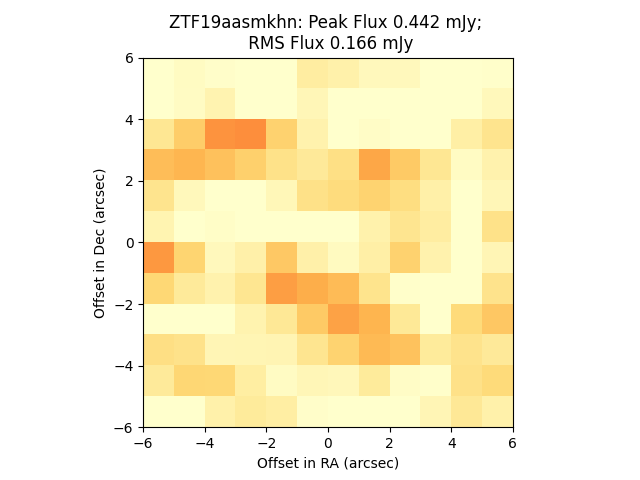 ZTF19aasmkhn: Peak Flux 0.442 mJy;
RMS Flux 0.166 mJy
6
4
2
0
−2
−4
−6
Offset in Dec (arcsec)
−6 −4 −2 0 2 4 6
Offset in RA (arcsec)